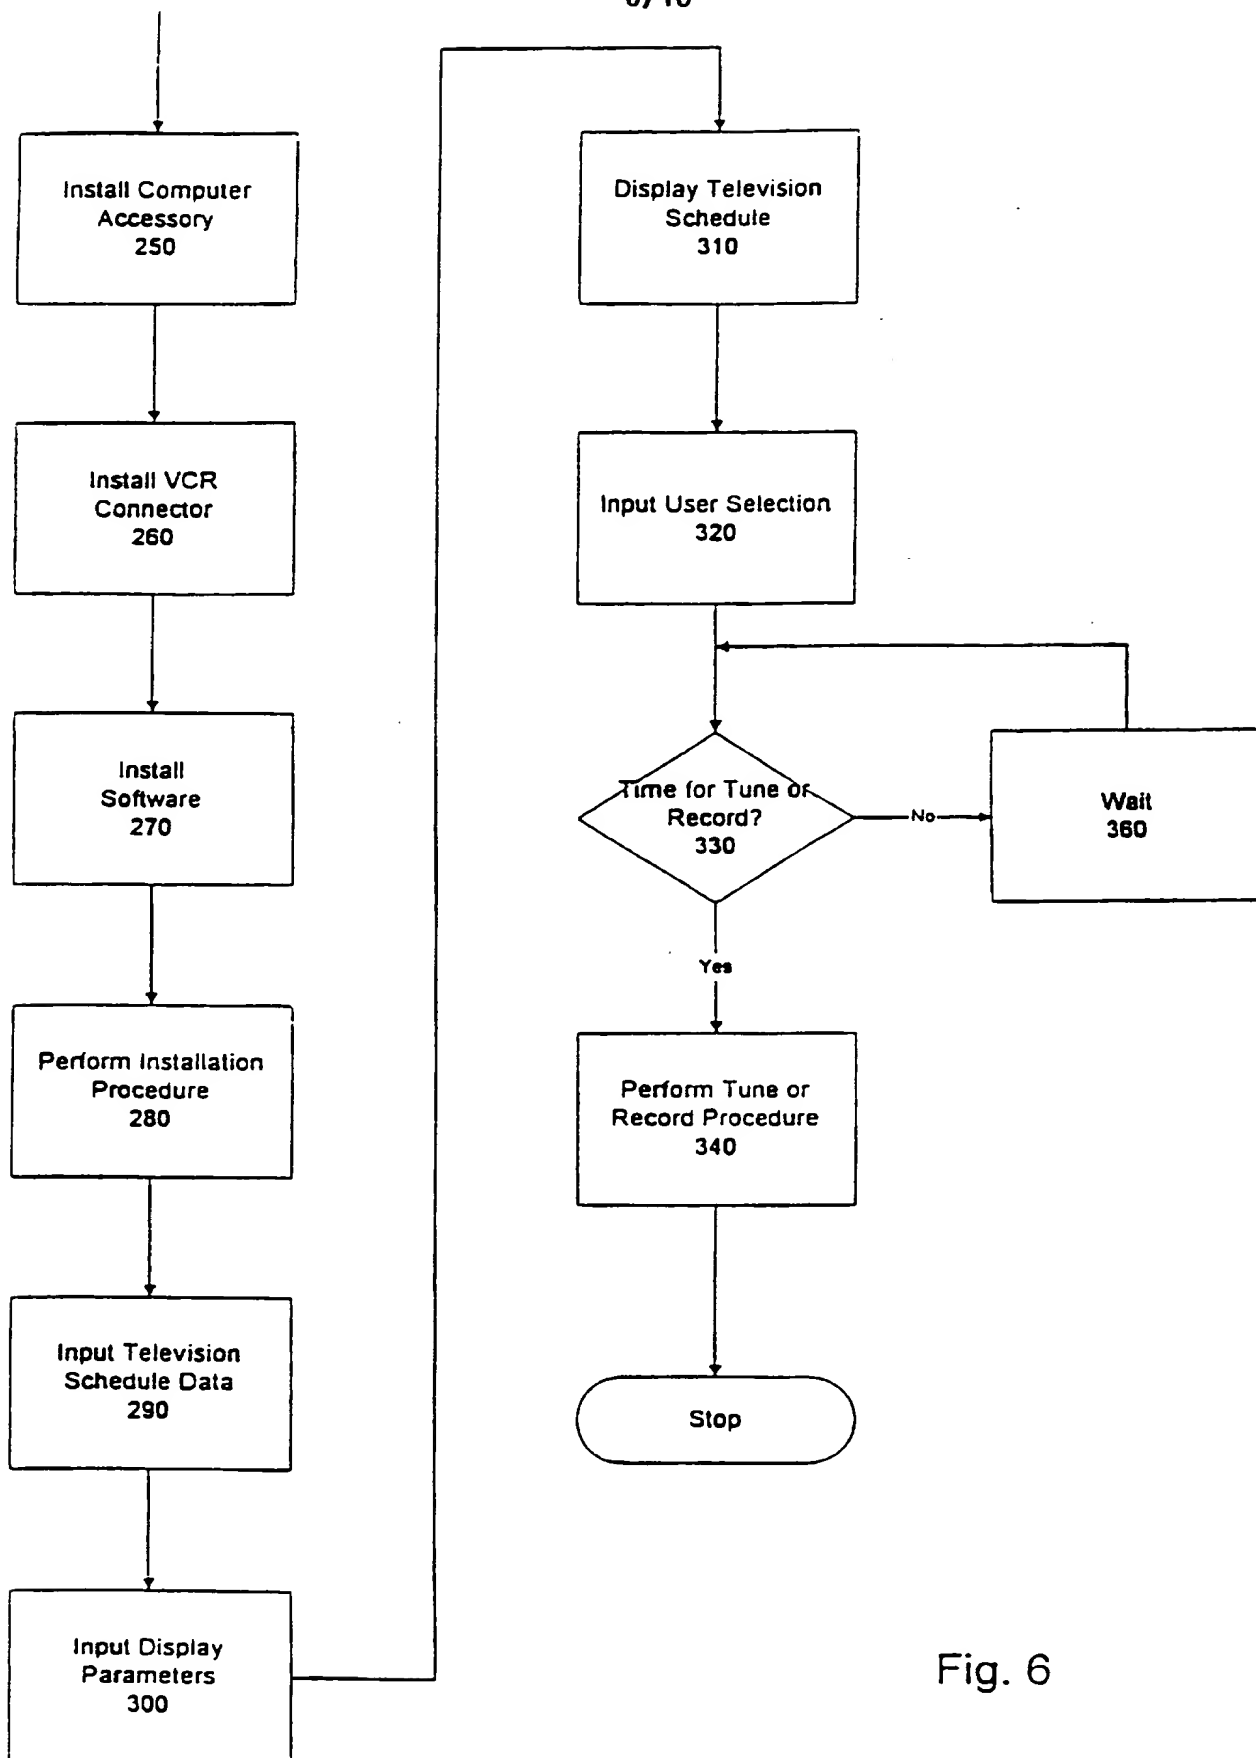 Install Computer
Accessory
250
Install VCR
Connector
260
Install
Software
270
Perform Installation
Procedure
280
Input Television
Schedule Data
290
Input Display
Parameters
300
Display Television
Schedule
310
Input User Selection
320
Time for Tune or
Record?
330
No
Wait
360
Yes
Perform Tune or
Record Procedure
340
Stop
Fig. 6